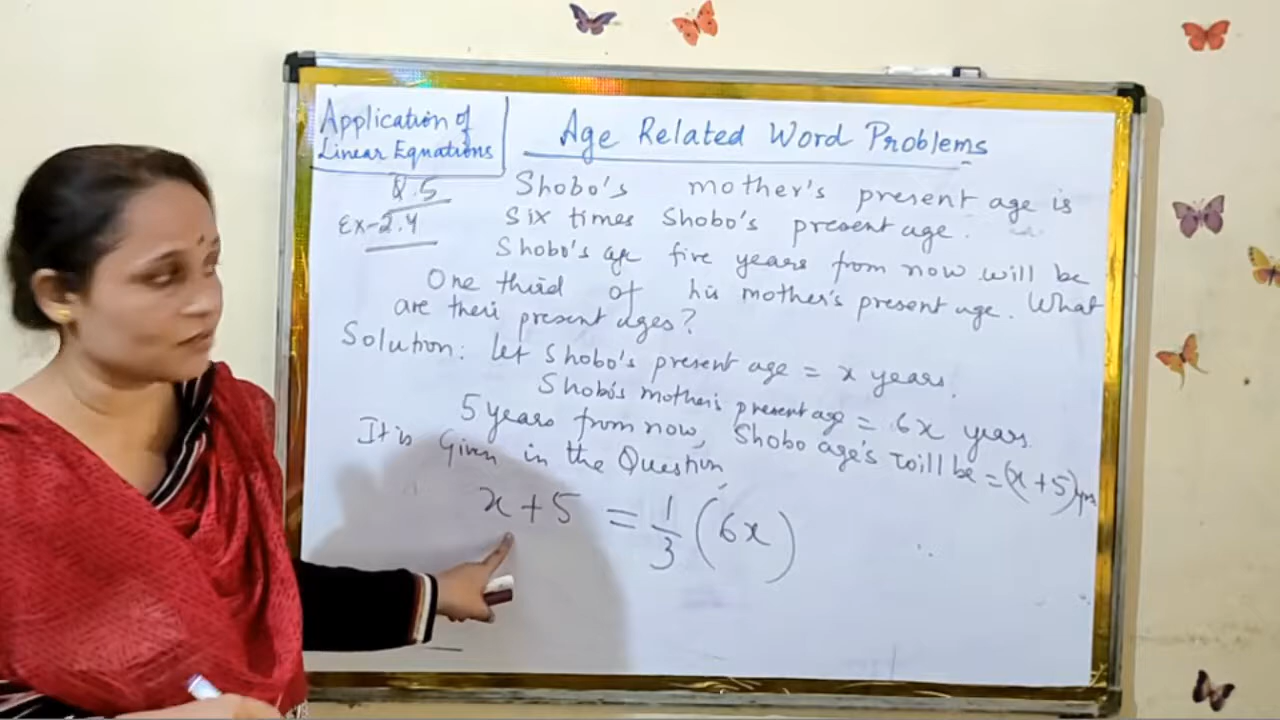 Application of
Linear Equations
Age Related Word Problems
Q.5
Ex-2.4
Shobo's mother's present age is
six times Shobo's present age.
Shobo's age five years from now will be
One third of his mother's present age. What
are their present ages?
Solution: let Shobo's present age = x years.
Shobo's mother's present age = 6x years.
5 years from now, Shobo age's will be = (x+5) yrs
It is Given in the Question,
x+5 = 1/3 (6x)